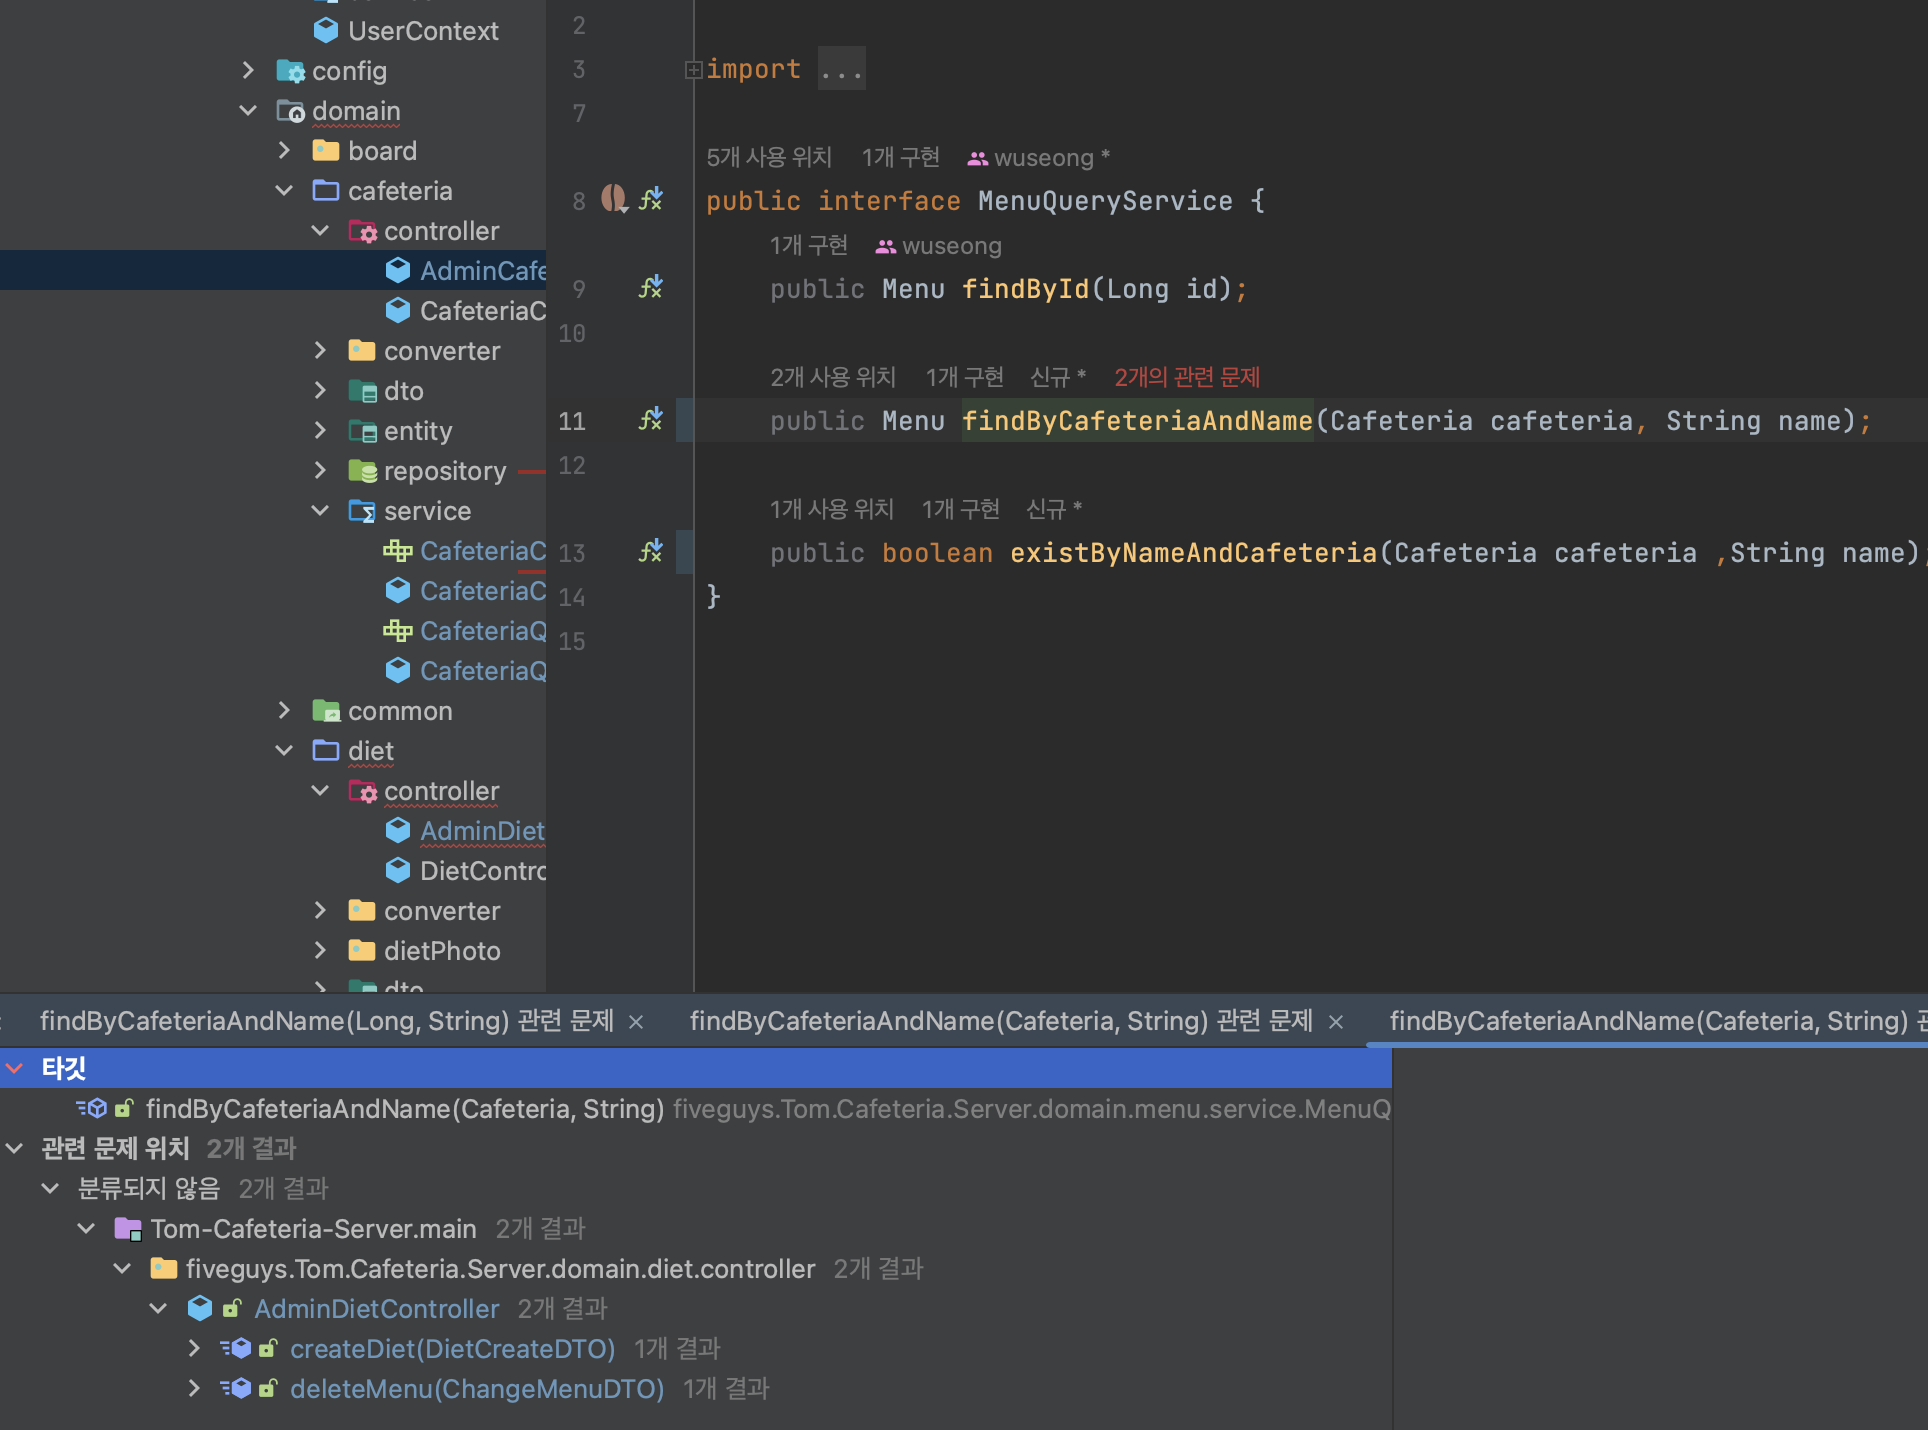 UserContext
config
domain
board
cafeteria
controller
AdminCafe
CafeteriaC
converter
dto
entity
repository
service
CafeteriaC
CafeteriaC
CafeteriaQ
CafeteriaQ
common
diet
controller
AdminDiet
DietContro
converter
dietPhoto
dto
2
3 import ...
7
5개 사용 위치 1개 구현 wuseong *
8 public interface MenuQueryService {
1개 구현 wuseong
9 public Menu findById(Long id);
10
2개 사용 위치 1개 구현 신규 * 2개의 관련 문제
11 public Menu findByCafeteriaAndName(Cafeteria cafeteria, String name);
12
1개 사용 위치 1개 구현 신규 *
13 public boolean existByNameAndCafeteria(Cafeteria cafeteria ,String name);
14 }
15
: findByCafeteriaAndName(Long, String) 관련 문제 × findByCafeteriaAndName(Cafeteria, String) 관련 문제 × findByCafeteriaAndName(Cafeteria, String) 관
타깃
findByCafeteriaAndName(Cafeteria, String) fiveguys.Tom.Cafeteria.Server.domain.menu.service.MenuQ
관련 문제 위치 2개 결과
분류되지 않음 2개 결과
Tom-Cafeteria-Server.main 2개 결과
fiveguys.Tom.Cafeteria.Server.domain.diet.controller 2개 결과
AdminDietController 2개 결과
createDiet(DietCreateDTO) 1개 결과
deleteMenu(ChangeMenuDTO) 1개 결과